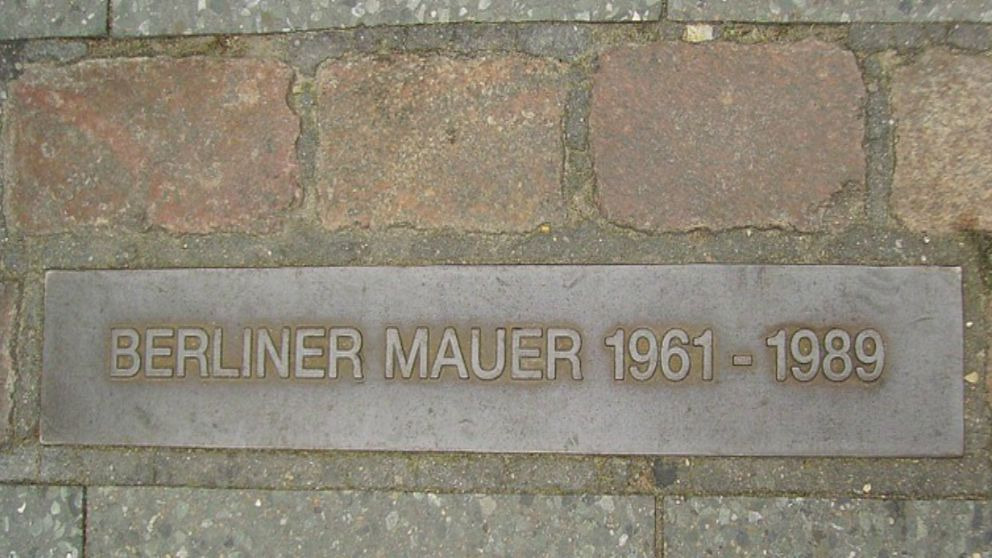 BERLINER MAUER 1961 - 1989